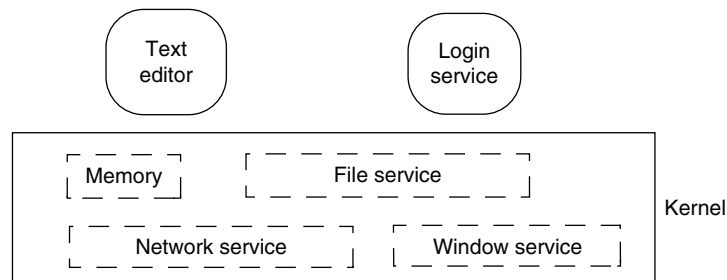 Text
editor
Login
service
Memory
File service
Kernel
Network service
Window service